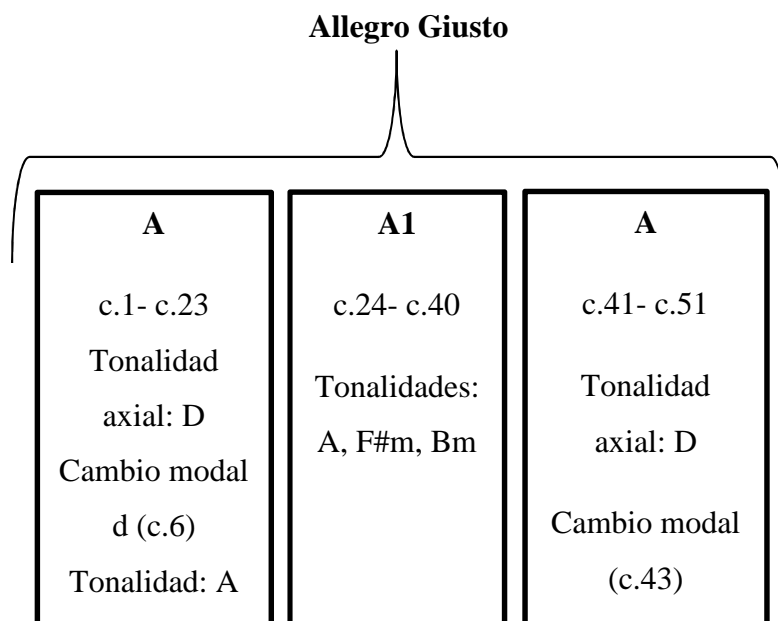 Allegro Giusto
A
c.1- c.23
Tonalidad
axial: D
Cambio modal
d (c.6)
Tonalidad: A
A1
c.24- c.40
Tonalidades:
A, F#m, Bm
A
c.41- c.51
Tonalidad
axial: D
Cambio modal
(c.43)